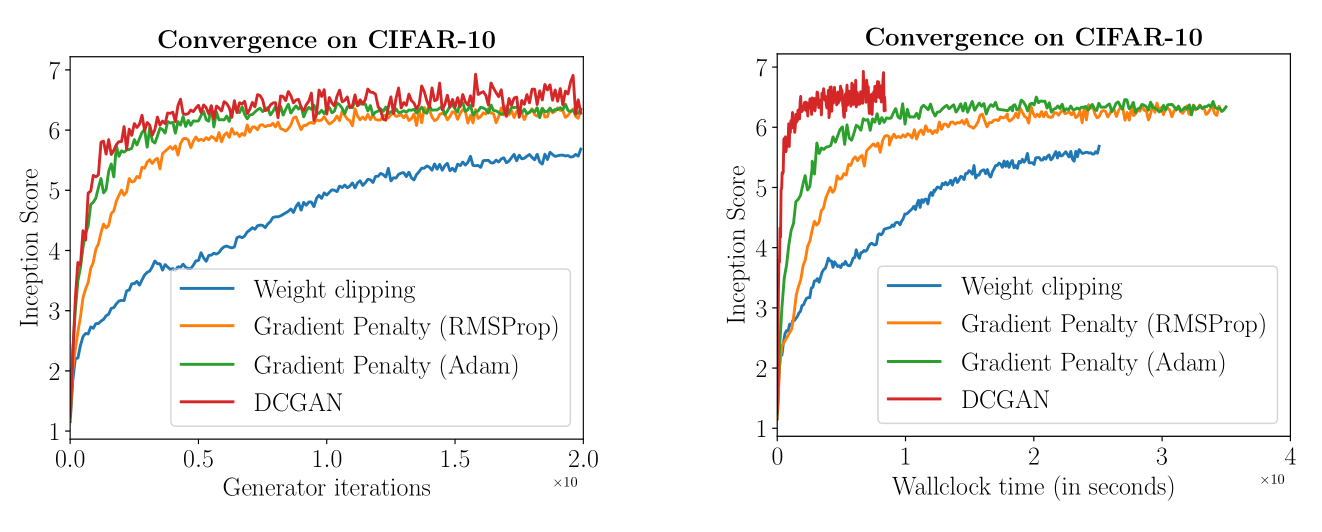 Convergence on CIFAR-10
7
6
5
4
3
2
1
Inception Score
Weight clipping
Gradient Penalty (RMSProp)
Gradient Penalty (Adam)
DCGAN
0.0 0.5 1.0 1.5 2.0
Generator iterations
×10
Convergence on CIFAR-10
7
6
5
4
3
2
1
Inception Score
Weight clipping
Gradient Penalty (RMSProp)
Gradient Penalty (Adam)
DCGAN
0 1 2 3 4
Wallclock time (in seconds)
×10